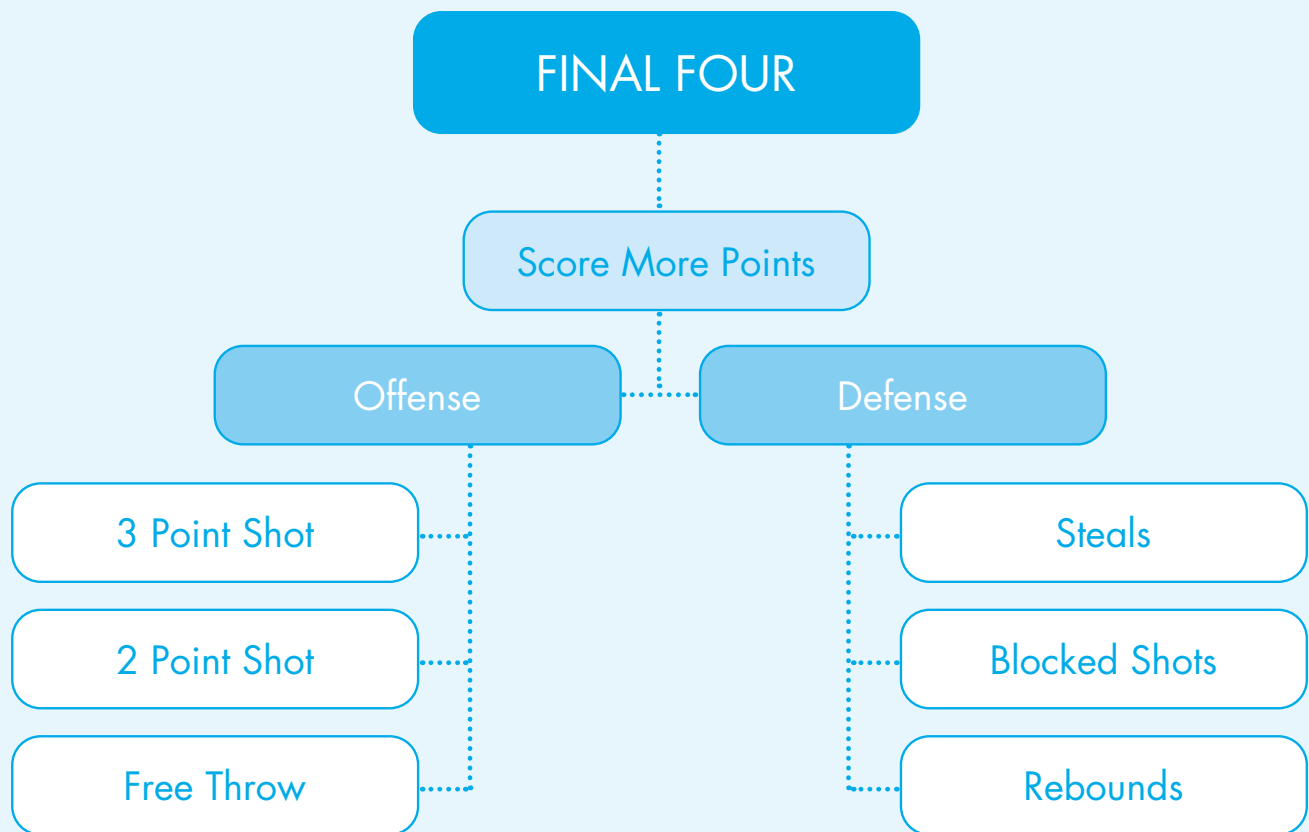 FINAL FOUR
Score More Points
Offense
Defense
3 Point Shot
Steals
2 Point Shot
Blocked Shots
Free Throw
Rebounds